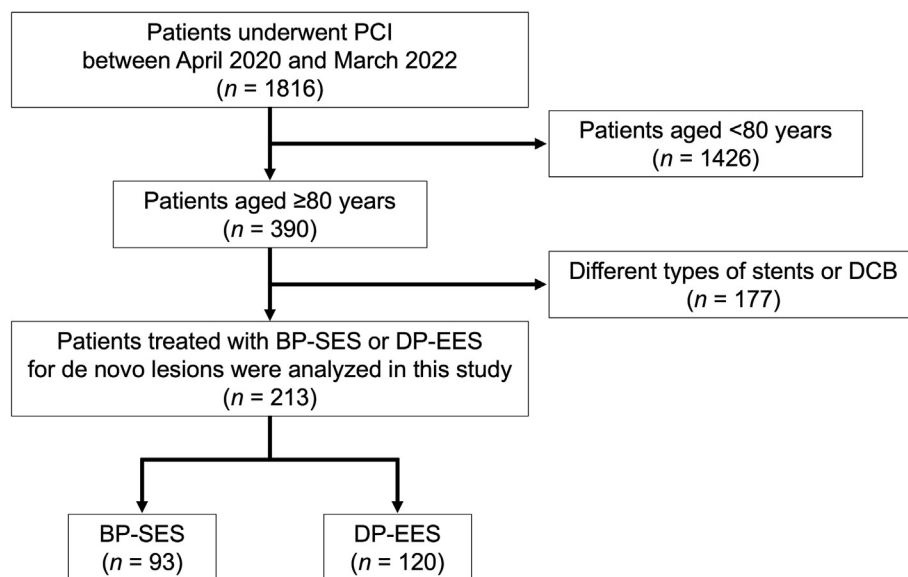 Patients underwent PCI
between April 2020 and March 2022
(n = 1816)
Patients aged <80 years
(n = 1426)
Patients aged ≥80 years
(n = 390)
Different types of stents or DCB
(n = 177)
Patients treated with BP-SES or DP-EES
for de novo lesions were analyzed in this study
(n = 213)
BP-SES
(n = 93)
DP-EES
(n = 120)